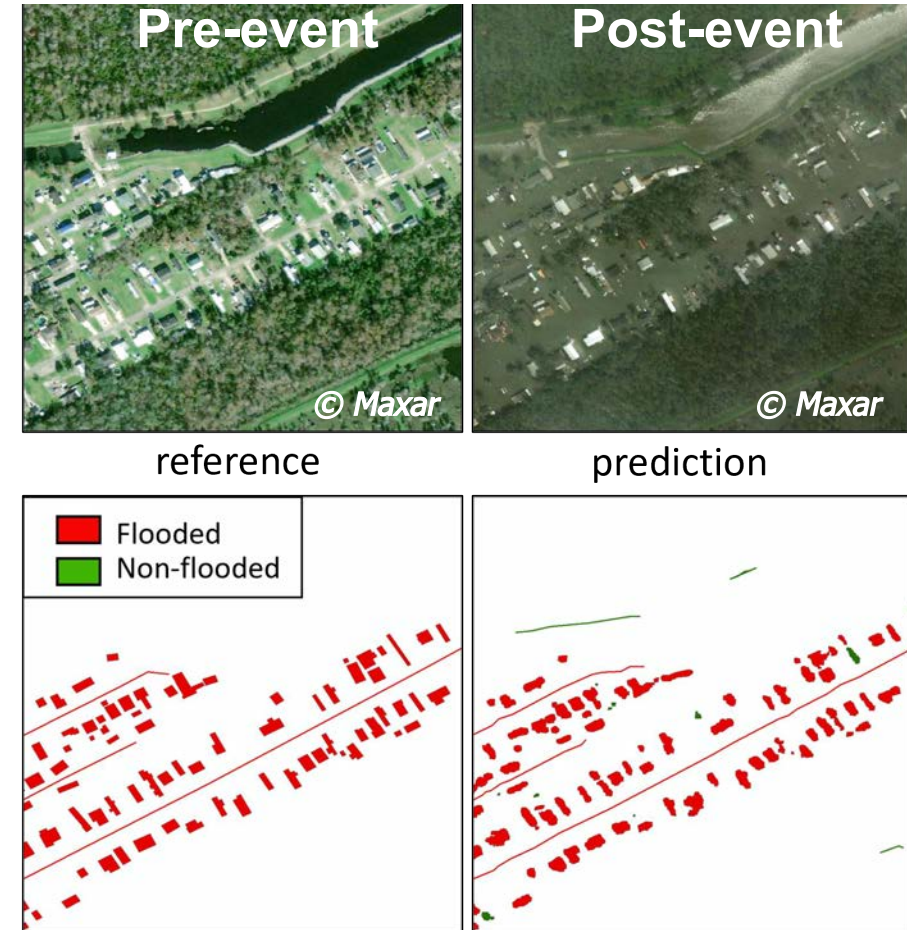 Pre-event
Post-event
© Maxar
© Maxar
reference
prediction
Flooded
Non-flooded